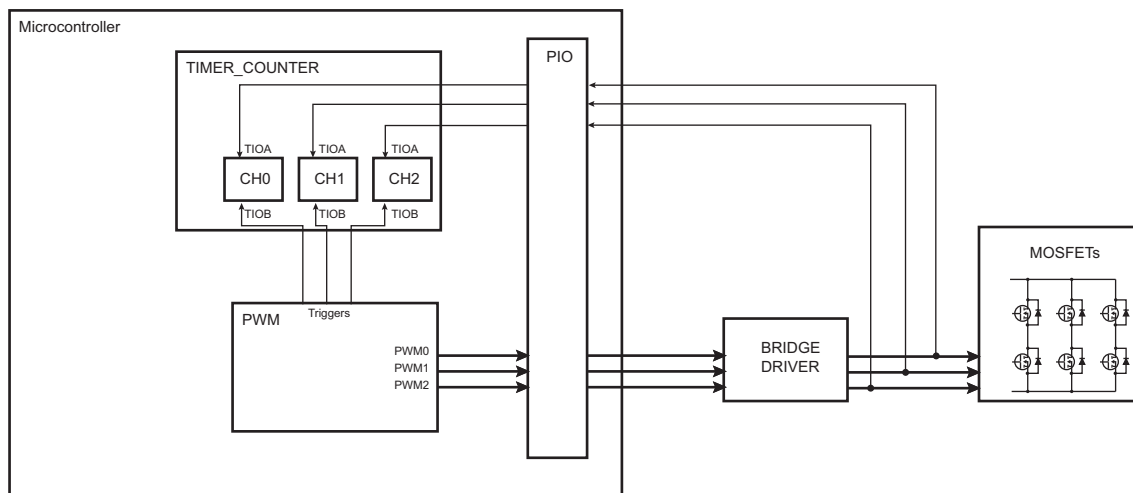 Microcontroller
TIMER_COUNTER
PIO
TIOA
TIOA
TIOA
CH0
CH1
CH2
TIOB
TIOB
TIOB
MOSFETs
Triggers
PWM
PWM0
PWM1
PWM2
BRIDGE
DRIVER